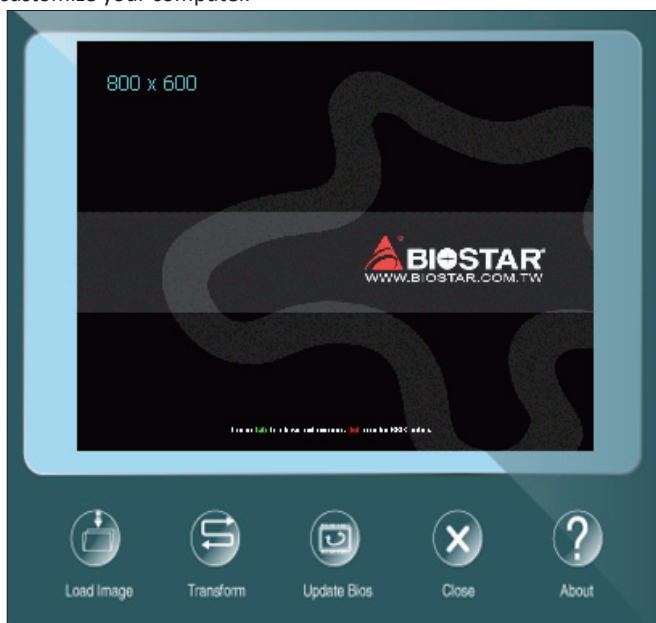 customize your computer.
800 x 600
BIOSTAR
WWW.BIOSTAR.COM.TW
Load Image
Transform
Update Bios
Close
About